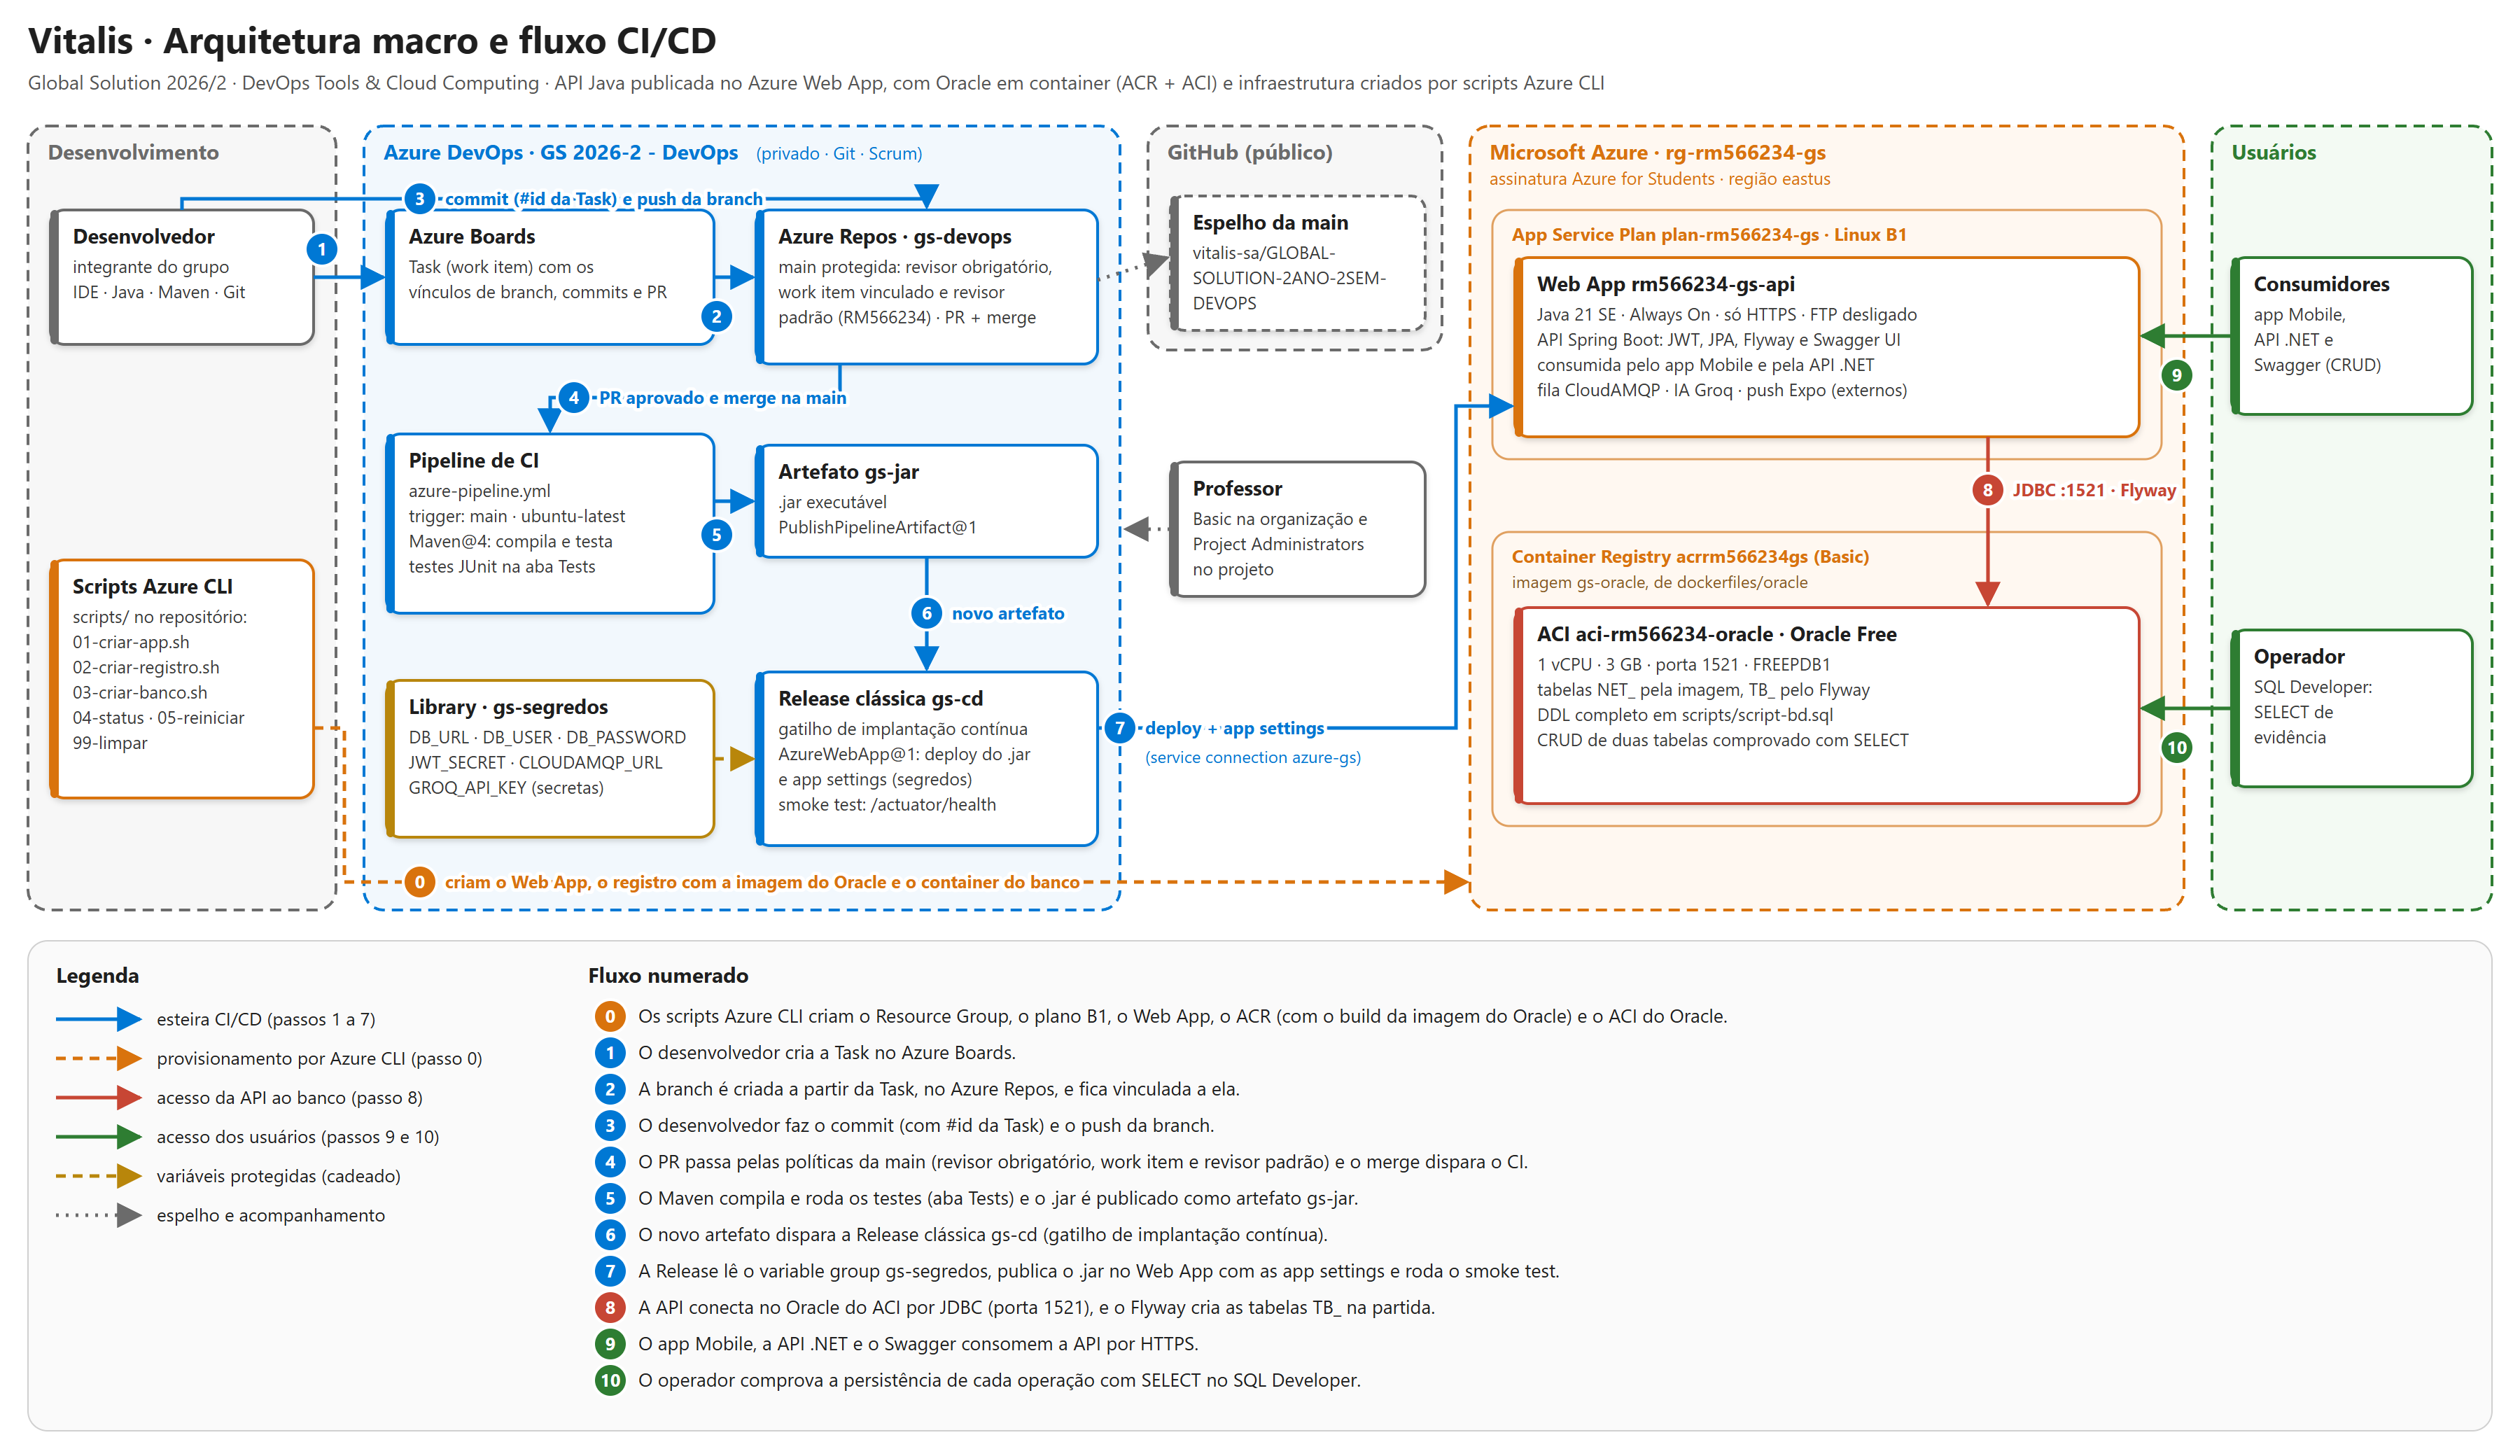 Vitalis · Arquitetura macro e fluxo CI/CD
Global Solution 2026/2 · DevOps Tools & Cloud Computing · API Java publicada no Azure Web App, com Oracle em container (ACR + ACI) e infraestrutura criados por scripts Azure CLI
Desenvolvimento
Desenvolvedor
integrante do grupo
IDE · Java · Maven · Git
1
Scripts Azure CLI
scripts/ no repositório:
01-criar-app.sh
02-criar-registro.sh
03-criar-banco.sh
04-status · 05-reiniciar
99-limpar
Azure DevOps · GS 2026-2 - DevOps (privado · Git · Scrum)
3 commit (#id da Task) e push da branch
Azure Boards
Task (work item) com os
vínculos de branch, commits e PR
2
Azure Repos · gs-devops
main protegida: revisor obrigatório,
work item vinculado e revisor
padrão (RM566234) · PR + merge
4 PR aprovado e merge na main
Pipeline de CI
azure-pipeline.yml
trigger: main · ubuntu-latest
Maven@4: compila e testa
testes JUnit na aba Tests
5
Artefato gs-jar
.jar executável
PublishPipelineArtifact@1
6 novo artefato
Library · gs-segredos
DB_URL · DB_USER · DB_PASSWORD
JWT_SECRET · CLOUDAMQP_URL
GROQ_API_KEY (secretas)
Release clássica gs-cd
gatilho de implantação contínua
AzureWebApp@1: deploy do .jar
e app settings (segredos)
smoke test: /actuator/health
7 deploy + app settings
(service connection azure-gs)
0 criam o Web App, o registro com a imagem do Oracle e o container do banco
GitHub (público)
Espelho da main
vitalis-sa/GLOBAL-
SOLUTION-2ANO-2SEM-
DEVOPS
Professor
Basic na organização e
Project Administrators
no projeto
Microsoft Azure · rg-rm566234-gs
assinatura Azure for Students · região eastus
App Service Plan plan-rm566234-gs · Linux B1
Web App rm566234-gs-api
Java 21 SE · Always On · só HTTPS · FTP desligado
API Spring Boot: JWT, JPA, Flyway e Swagger UI
consumida pelo app Mobile e pela API .NET
fila CloudAMQP · IA Groq · push Expo (externos)
8 JDBC :1521 · Flyway
Container Registry acrrm566234gs (Basic)
imagem gs-oracle, de dockerfiles/oracle
ACI aci-rm566234-oracle · Oracle Free
1 vCPU · 3 GB · porta 1521 · FREEPDB1
tabelas NET_ pela imagem, TB_ pelo Flyway
DDL completo em scripts/script-bd.sql
CRUD de duas tabelas comprovado com SELECT
Usuários
Consumidores
app Mobile,
API .NET e
Swagger (CRUD)
9
Operador
SQL Developer:
SELECT de
evidência
10
Legenda
esteira CI/CD (passos 1 a 7)
provisionamento por Azure CLI (passo 0)
acesso da API ao banco (passo 8)
acesso dos usuários (passos 9 e 10)
variáveis protegidas (cadeado)
espelho e acompanhamento
Fluxo numerado
0 Os scripts Azure CLI criam o Resource Group, o plano B1, o Web App, o ACR (com o build da imagem do Oracle) e o ACI do Oracle.
1 O desenvolvedor cria a Task no Azure Boards.
2 A branch é criada a partir da Task, no Azure Repos, e fica vinculada a ela.
3 O desenvolvedor faz o commit (com #id da Task) e o push da branch.
4 O PR passa pelas políticas da main (revisor obrigatório, work item e revisor padrão) e o merge dispara o CI.
5 O Maven compila e roda os testes (aba Tests) e o .jar é publicado como artefato gs-jar.
6 O novo artefato dispara a Release clássica gs-cd (gatilho de implantação contínua).
7 A Release lê o variable group gs-segredos, publica o .jar no Web App com as app settings e roda o smoke test.
8 A API conecta no Oracle do ACI por JDBC (porta 1521), e o Flyway cria as tabelas TB_ na partida.
9 O app Mobile, a API .NET e o Swagger consomem a API por HTTPS.
10 O operador comprova a persistência de cada operação com SELECT no SQL Developer.